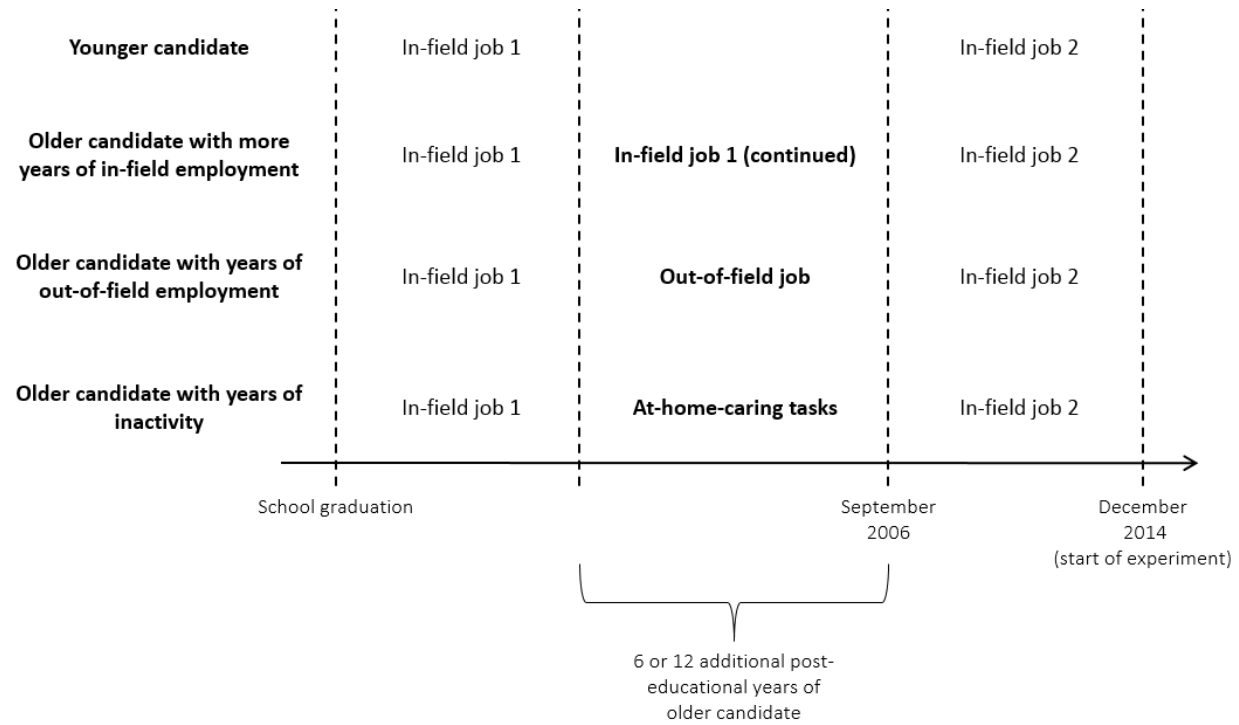 Younger candidate
In-field job 1
In-field job 2
Older candidate with more
years of in-field employment
In-field job 1
In-field job 1 (continued)
In-field job 2
Older candidate with years of
out-of-field employment
In-field job 1
Out-of-field job
In-field job 2
Older candidate with years of
inactivity
In-field job 1
At-home-caring tasks
In-field job 2
School graduation
September
2006
December
2014
(start of experiment)
6 or 12 additional post-
educational years of
older candidate